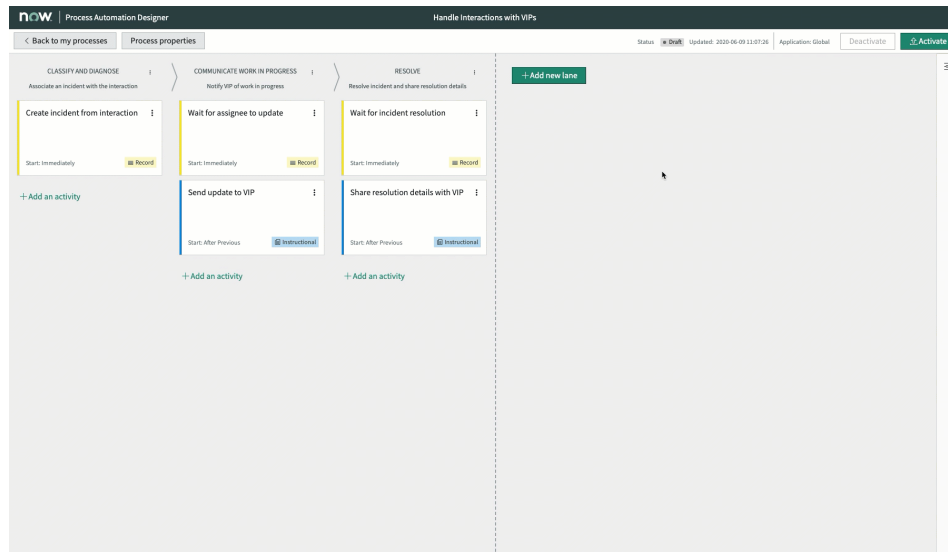 now. Process Automation Designer
Handle Interactions with VIPs
< Back to my processes
Process properties
Status Draft Updated: 2020-06-09 11:07:26 Application: Global
Deactivate
Activate
CLASSIFY AND DIAGNOSE
Associate an incident with the interaction
Create incident from interaction
Start: Immediately
Record
+ Add an activity
COMMUNICATE WORK IN PROGRESS
Notify VIP of work in progress
Wait for assignee to update
Start: Immediately
Record
Send update to VIP
Start: After Previous
Instructional
+ Add an activity
RESOLVE
Resolve incident and share resolution details
Wait for incident resolution
Start: Immediately
Record
Share resolution details with VIP
Start: After Previous
Instructional
+ Add an activity
+ Add new lane